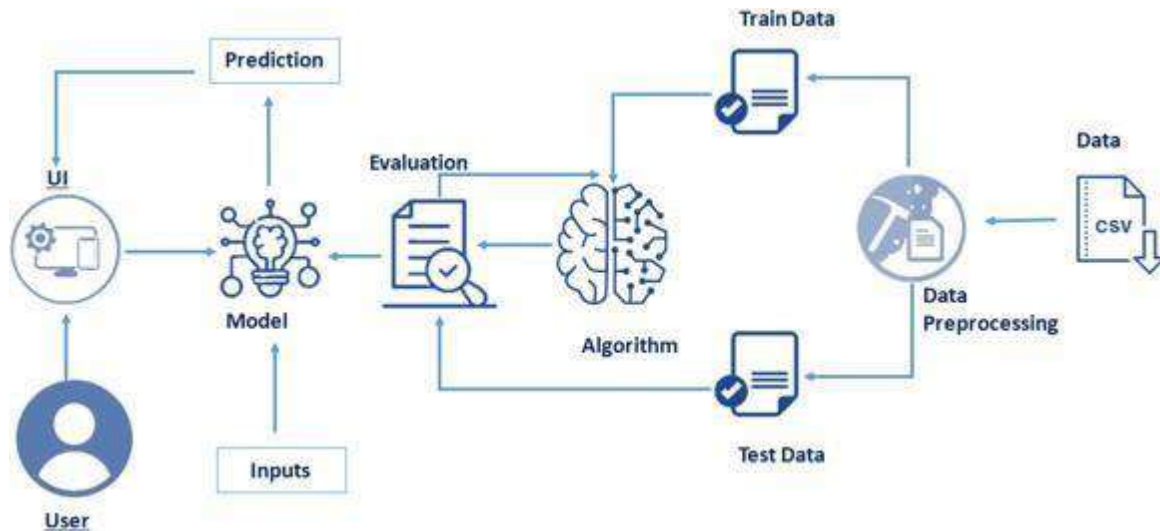 Train Data
Prediction
Data
Evaluation
UI
CSV
Model
Data
Preprocessing
Algorithm
Test Data
Inputs
User